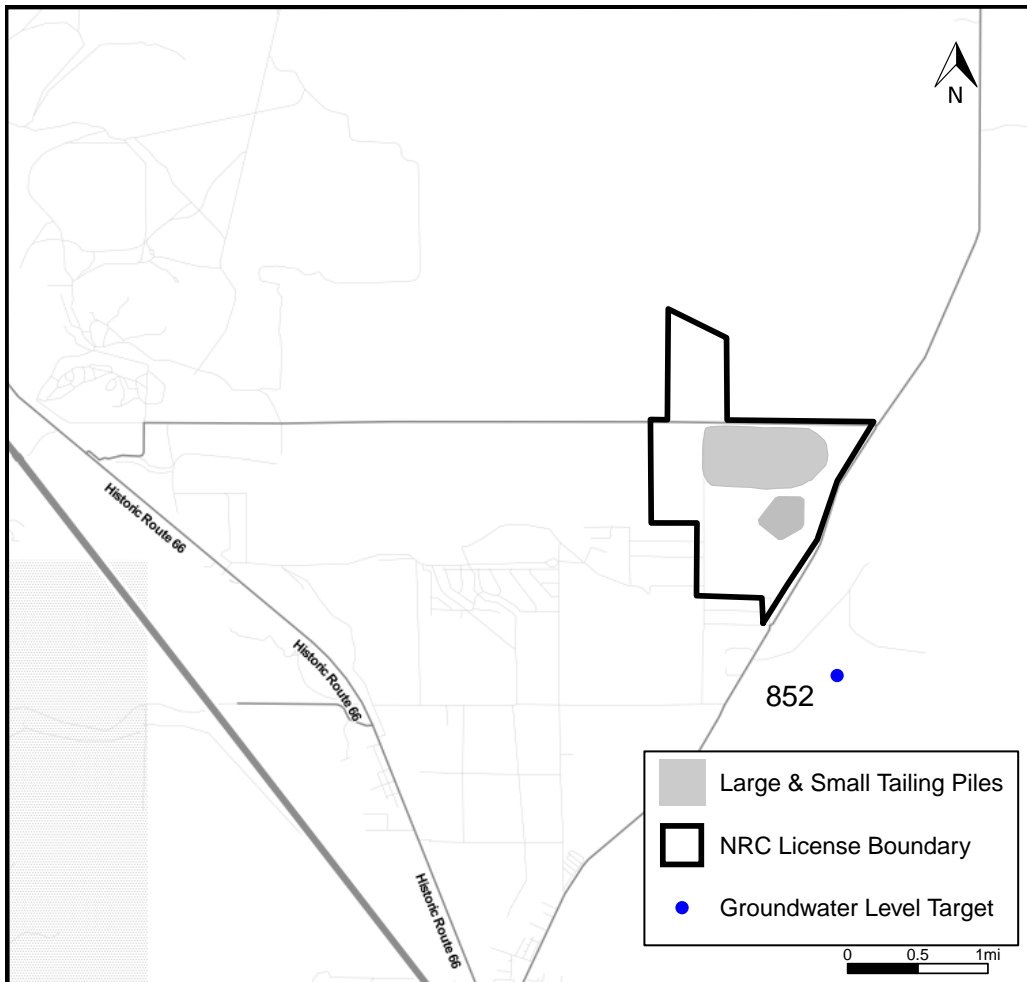 N
Historic Route 66
Historic Route 66
852
Large & Small Tailing Piles
NRC License Boundary
Historic Route 66
Groundwater Level Target
0 0.5 1mi